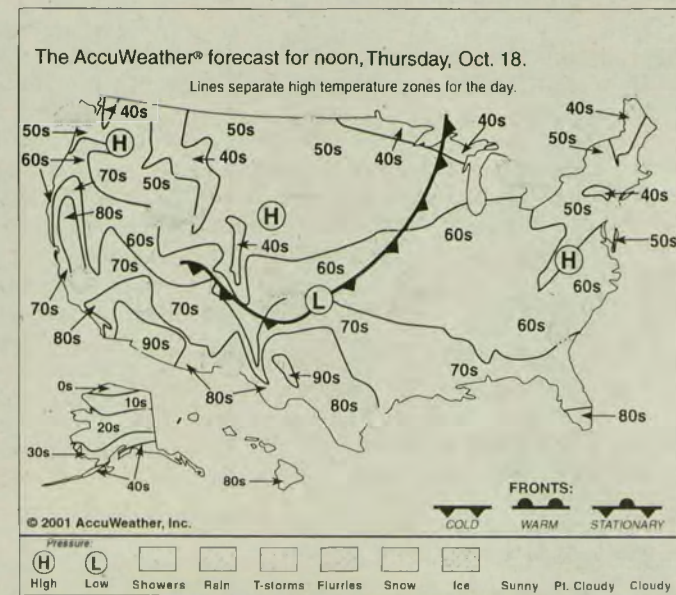 The AccuWeather® forecast for noon, Thursday, Oct. 18.
Lines separate high temperature zones for the day.
40s
50s
60s
70s
80s
H
50s
40s
50s
50s
40s
40s
40s
50s
40s
50s
50s
H
40s
60s
70s
60s
60s
H
60s
60s
70s
80s
90s
70s
L
70s
70s
80s
90s
80s
80s
0s
10s
20s
30s
40s
80s
FRONTS:
COLD WARM STATIONARY
© 2001 AccuWeather, Inc.
Pressure:
H L
High Low Showers Rain T-storms Flurries Snow Ice Sunny Pt. Cloudy Cloudy